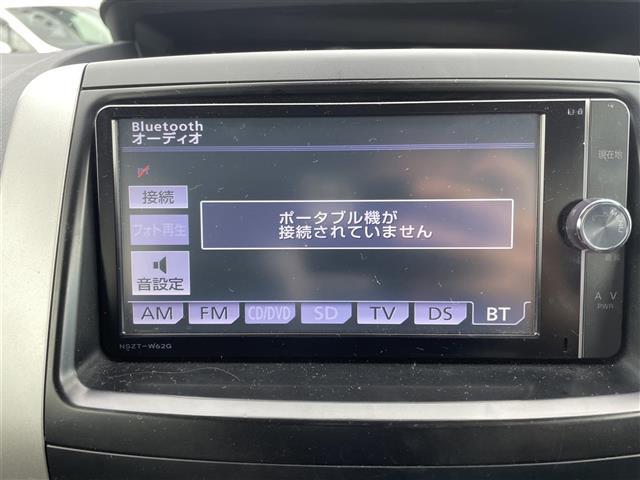 Bluetooth
オーディオ
現在地
接続
ポータブル機が
接続されていません
フォト再生
音設定
AM FM CD/DVD SD TV DS BT
A V
PWR
NSZT-W62G